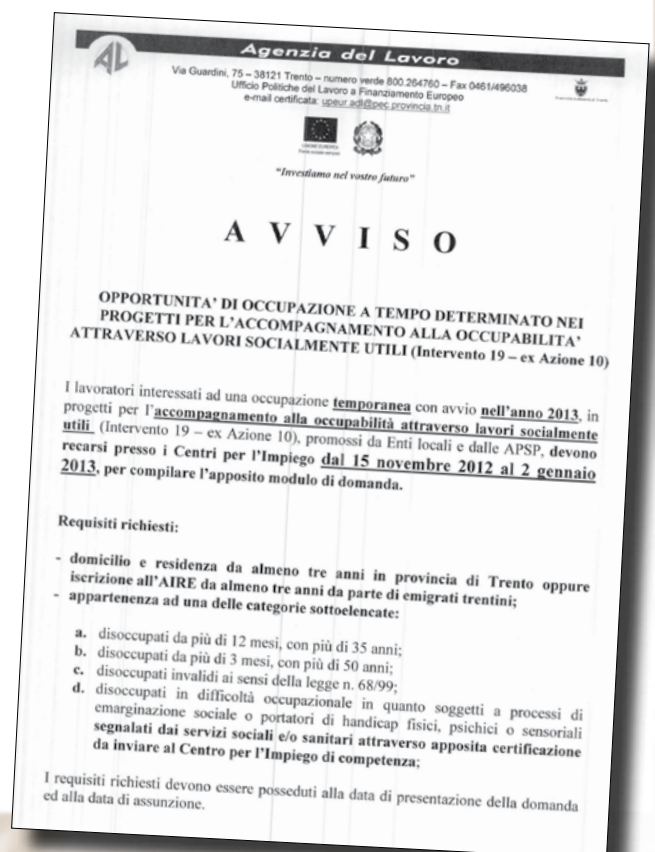 AL
Agenzia del Lavoro
Via Guardini, 75 – 38121 Trento – numero verde 800.264760 – Fax 0461/496038
Ufficio Politiche del Lavoro a Finanziamento Europeo
e-mail certificata: upeur.adl@pec.provincia.tn.it
UNIONE EUROPEA
"Investiamo nel vostro futuro"
A V V I S O
OPPORTUNITA' DI OCCUPAZIONE A TEMPO DETERMINATO NEI
PROGETTI PER L'ACCOMPAGNAMENTO ALLA OCCUPABILITA'
ATTRAVERSO LAVORI SOCIALMENTE UTILI (Intervento 19 – ex Azione 10)
I lavoratori interessati ad una occupazione temporanea con avvio nell'anno 2013, in
progetti per l'accompagnamento alla occupabilità attraverso lavori socialmente
utili (Intervento 19 – ex Azione 10), promossi da Enti locali e dalle APSP, devono
recarsi presso i Centri per l'Impiego dal 15 novembre 2012 al 2 gennaio
2013, per compilare l'apposito modulo di domanda.
Requisiti richiesti:
- domicilio e residenza da almeno tre anni in provincia di Trento oppure
iscrizione all'AIRE da almeno tre anni da parte di emigrati trentini;
- appartenenza ad una delle categorie sottoelencate:
a. disoccupati da più di 12 mesi, con più di 35 anni;
b. disoccupati da più di 3 mesi, con più di 50 anni;
c. disoccupati invalidi ai sensi della legge n. 68/99;
d. disoccupati in difficoltà occupazionale in quanto soggetti a processi di
emarginazione sociale o portatori di handicap fisici, psichici o sensoriali
segnalati dai servizi sociali e/o sanitari attraverso apposita certificazione
da inviare al Centro per l'Impiego di competenza;
I requisiti richiesti devono essere posseduti alla data di presentazione della domanda
ed alla data di assunzione.